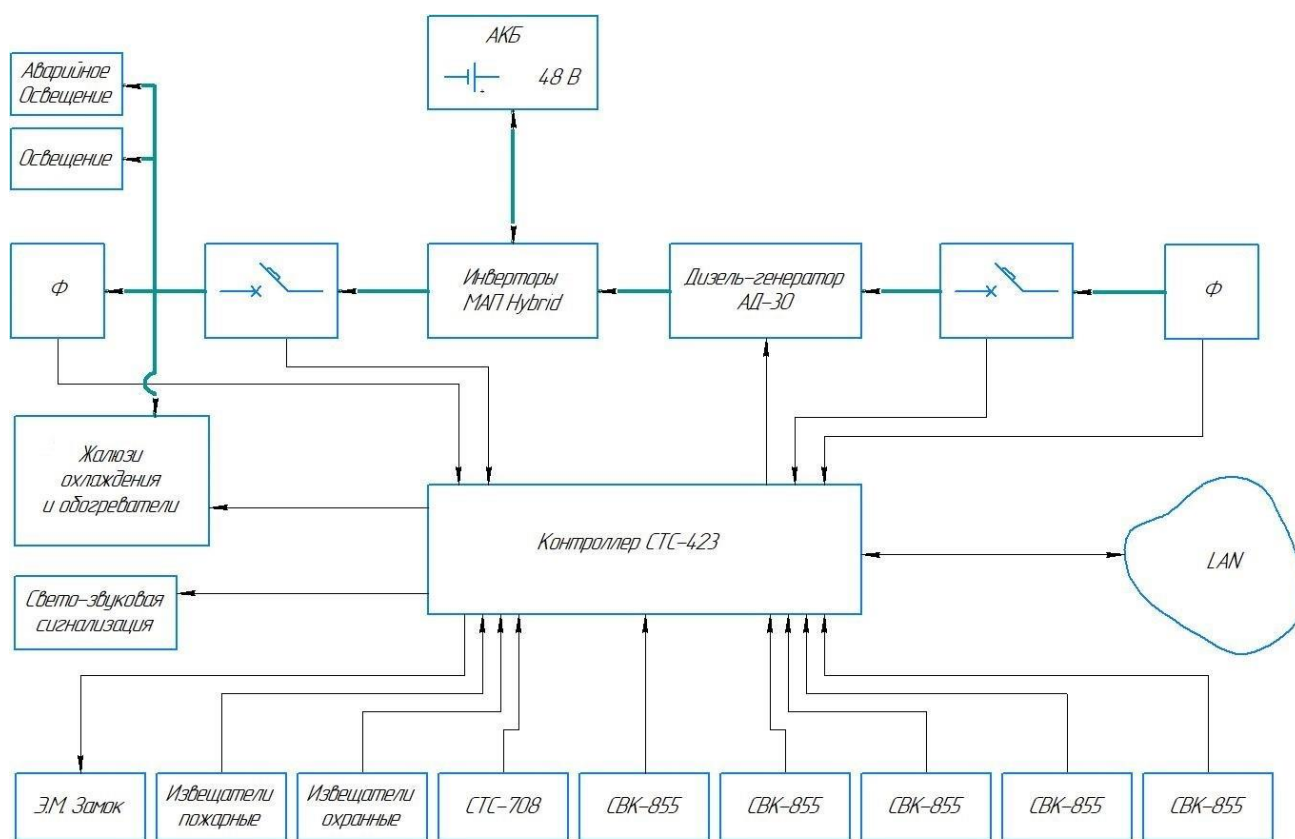 АКБ
48 В
Аварийное
Освещение
Освещение
Ф
Инверторы
МАП Hybrid
Дизель-генератор
АД-30
Ф
Жалюзи
охлаждения
и обогреватели
Контроллер СТС-423
LAN
Свето-звуковая
сигнализация
Э.М. Замок
Извещатели
пожарные
Извещатели
охранные
СТС-708
СВК-855
СВК-855
СВК-855
СВК-855
СВК-855